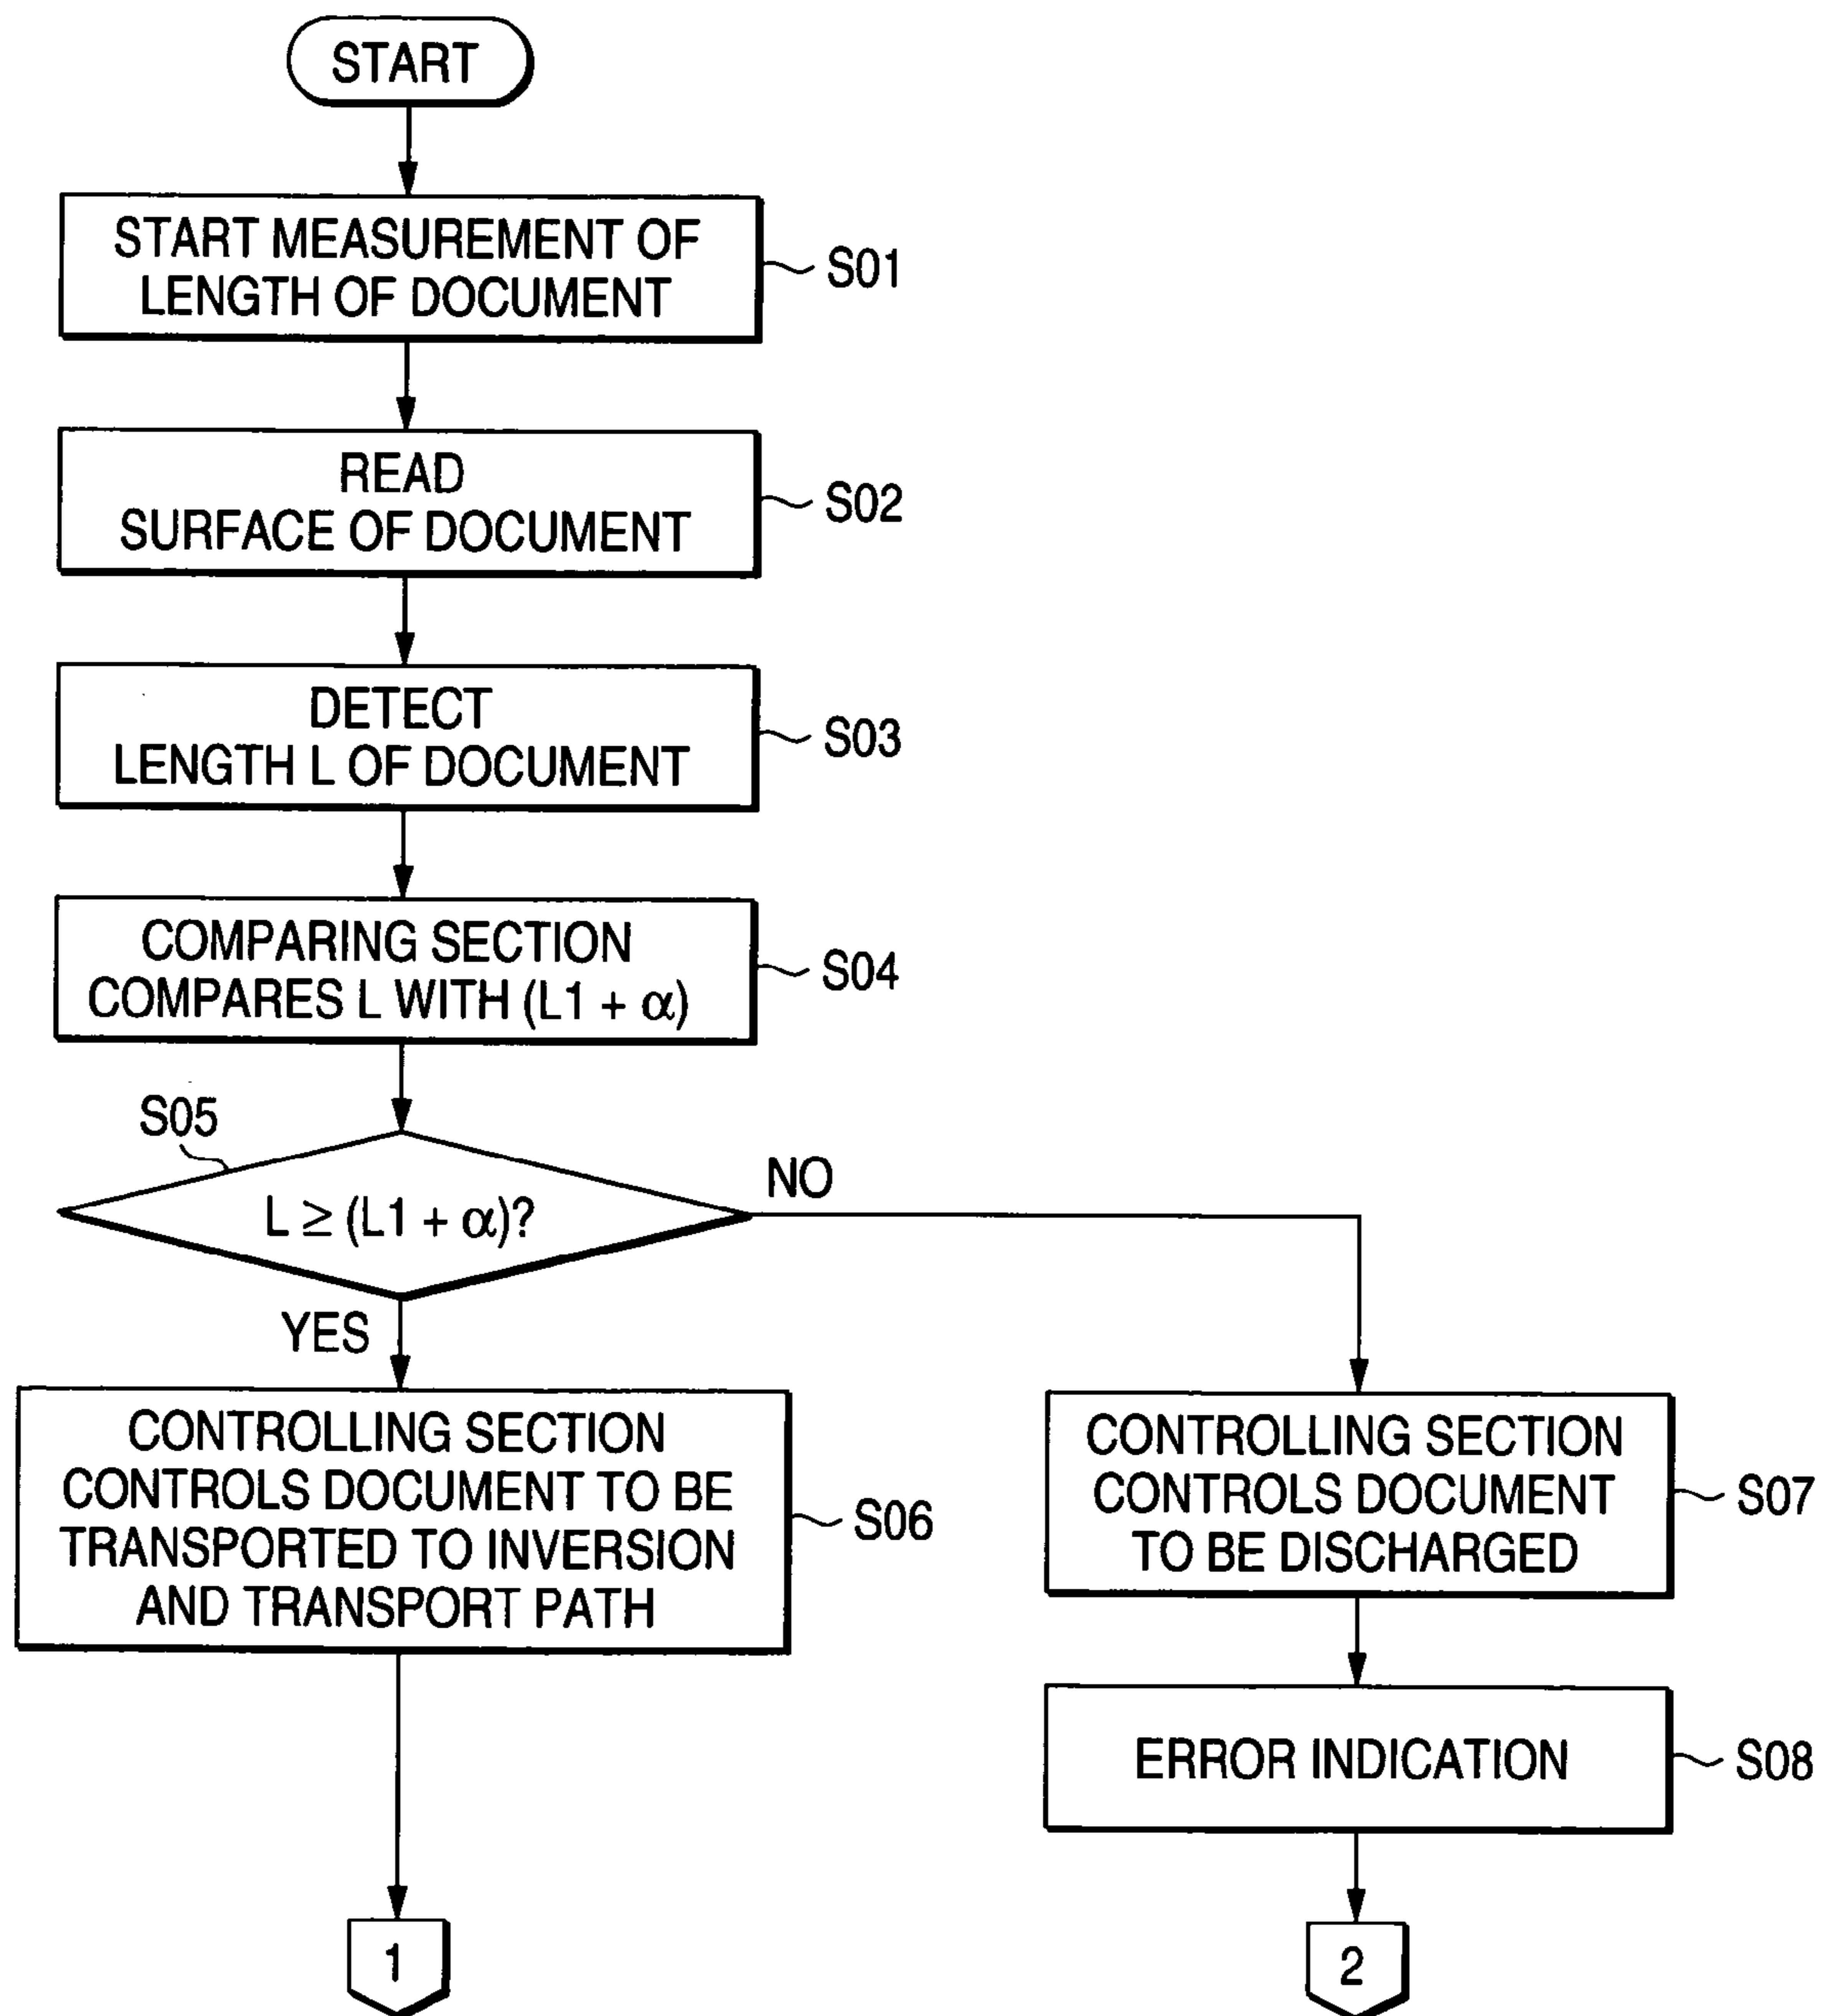 START
START MEASUREMENT OF
LENGTH OF DOCUMENT
S01
READ
SURFACE OF DOCUMENT
S02
DETECT
LENGTH L OF DOCUMENT
S03
COMPARING SECTION
COMPARES L WITH (L1 + α)
S04
S05
L ≥ (L1 + α)?
NO
YES
CONTROLLING SECTION
CONTROLS DOCUMENT TO BE
TRANSPORTED TO INVERSION
AND TRANSPORT PATH
S06
CONTROLLING SECTION
CONTROLS DOCUMENT
TO BE DISCHARGED
S07
ERROR INDICATION
S08
1
2